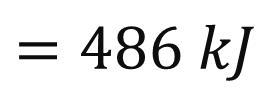 = 486 kJ